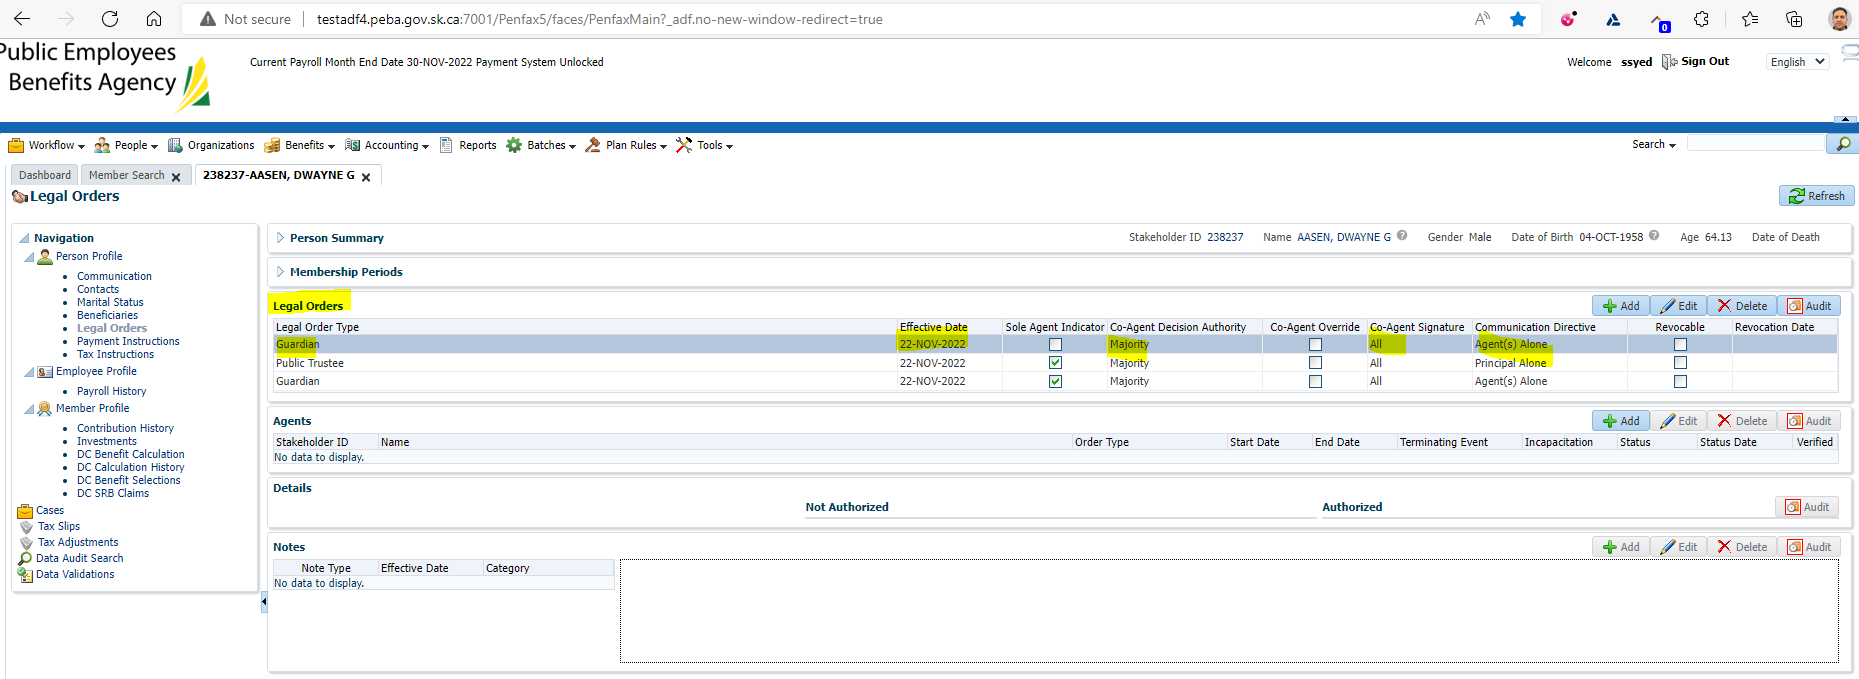 Not secure testadf4.peba.gov.sk.ca:7001/Penfax5/faces/PenfaxMain?_adf.no-new-window-redirect=true
0
Public Employees
Benefits Agency
Current Payroll Month End Date 30-NOV-2022 Payment System Unlocked
Welcome ssyed Sign Out English
Workflow People Organizations Benefits Accounting Reports Batches Plan Rules Tools Search
Dashboard Member Search 238237-AASEN, DWAYNE G
Legal Orders Refresh
Navigation
Person Profile
Communication
Contacts
Marital Status
Beneficiaries
Legal Orders
Payment Instructions
Tax Instructions
Employee Profile
Payroll History
Member Profile
Contribution History
Investments
DC Benefit Calculation
DC Calculation History
DC Benefit Selections
DC SRB Claims
Cases
Tax Slips
Tax Adjustments
Data Audit Search
Data Validations
Person Summary Stakeholder ID 238237 Name AASEN, DWAYNE G Gender Male Date of Birth 04-OCT-1958 Age 64.13 Date of Death
Membership Periods
Legal Orders Add Edit Delete Audit
Legal Order Type Effective Date Sole Agent Indicator Co-Agent Decision Authority Co-Agent Override Co-Agent Signature Communication Directive Revocable Revocation Date
Guardian 22-NOV-2022 Majority All Agent(s) Alone
Public Trustee 22-NOV-2022 Majority All Principal Alone
Guardian 22-NOV-2022 Majority All Agent(s) Alone
Agents Add Edit Delete Audit
Stakeholder ID Name Order Type Start Date End Date Terminating Event Incapacitation Status Status Date Verified
No data to display.
Details
Not Authorized Authorized Audit
Notes Add Edit Delete Audit
Note Type Effective Date Category
No data to display.